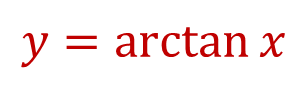 y = arctan x